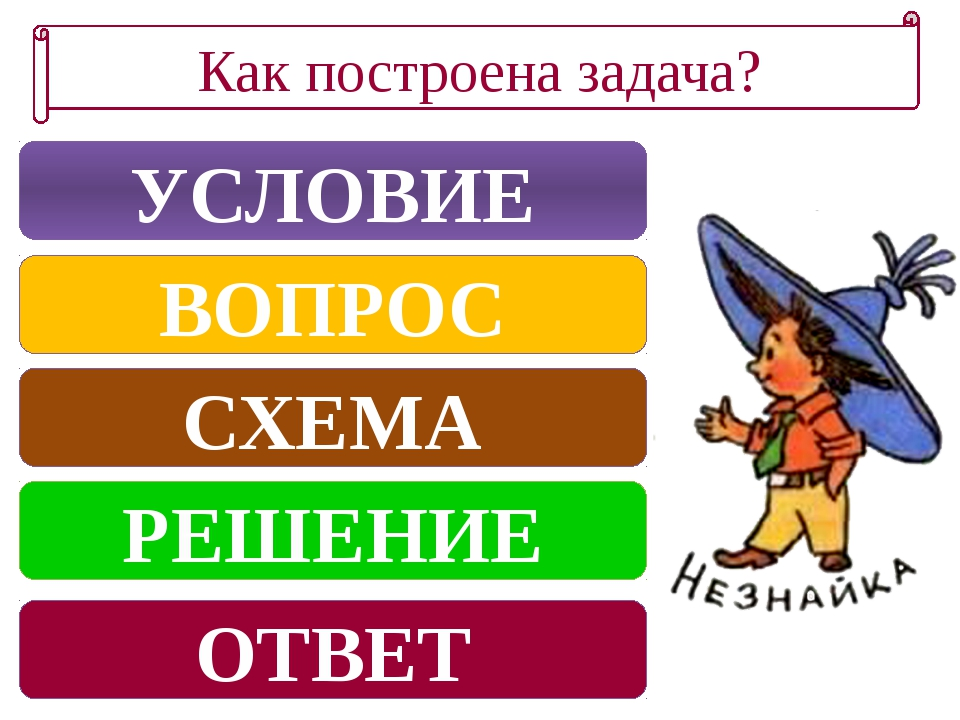 Как построена задача?
УСЛОВИЕ
ВОПРОС
СХЕМА
РЕШЕНИЕ
ОТВЕТ
НЕЗНАЙКА